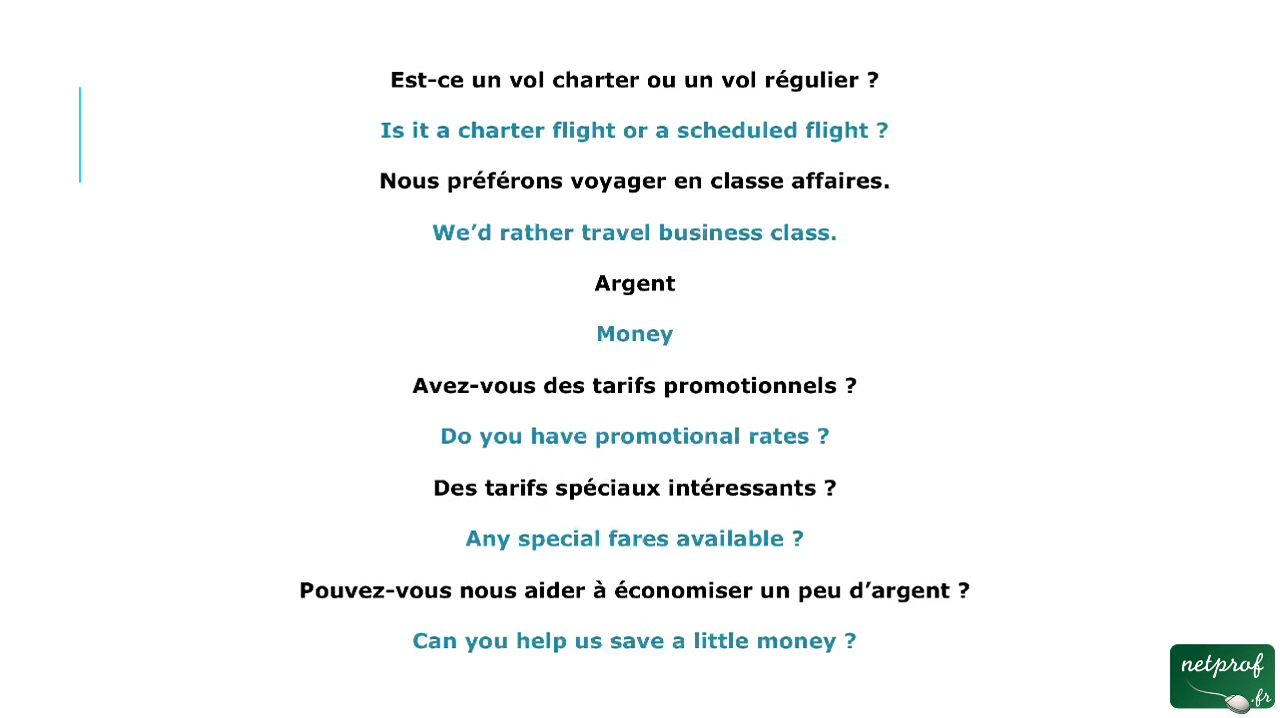 Est-ce un vol charter ou un vol régulier ?
Is it a charter flight or a scheduled flight ?
Nous préférons voyager en classe affaires.
We’d rather travel business class.
Argent
Money
Avez-vous des tarifs promotionnels ?
Do you have promotional rates ?
Des tarifs spéciaux intéressants ?
Any special fares available ?
Pouvez-vous nous aider à économiser un peu d’argent ?
Can you help us save a little money ?
netprof
.fr